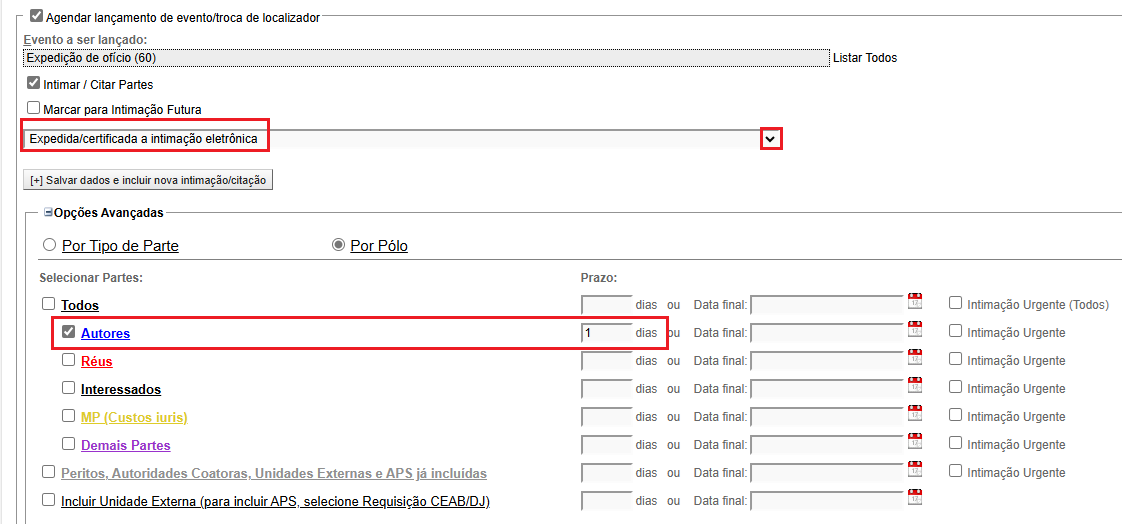 Agendar lançamento de evento/troca de localizador
Evento a ser lançado:
Expedição de ofício (60) Listar Todos
Intimar / Citar Partes
Marcar para Intimação Futura
Expedida/certificada a intimação eletrônica
[+] Salvar dados e incluir nova intimação/citação
Opções Avançadas
Por Tipo de Parte Por Pólo
Selecionar Partes: Prazo:
Todos dias ou Data final: Intimação Urgente (Todos)
Autores 1 dias ou Data final: Intimação Urgente
Réus dias ou Data final: Intimação Urgente
Interessados dias ou Data final: Intimação Urgente
MP (Custos iuris) dias ou Data final: Intimação Urgente
Demais Partes dias ou Data final: Intimação Urgente
Peritos, Autoridades Coatoras, Unidades Externas e APS já incluídas dias ou Data final: Intimação Urgente
Incluir Unidade Externa (para incluir APS, selecione Requisição CEAB/DJ) dias ou Data final: